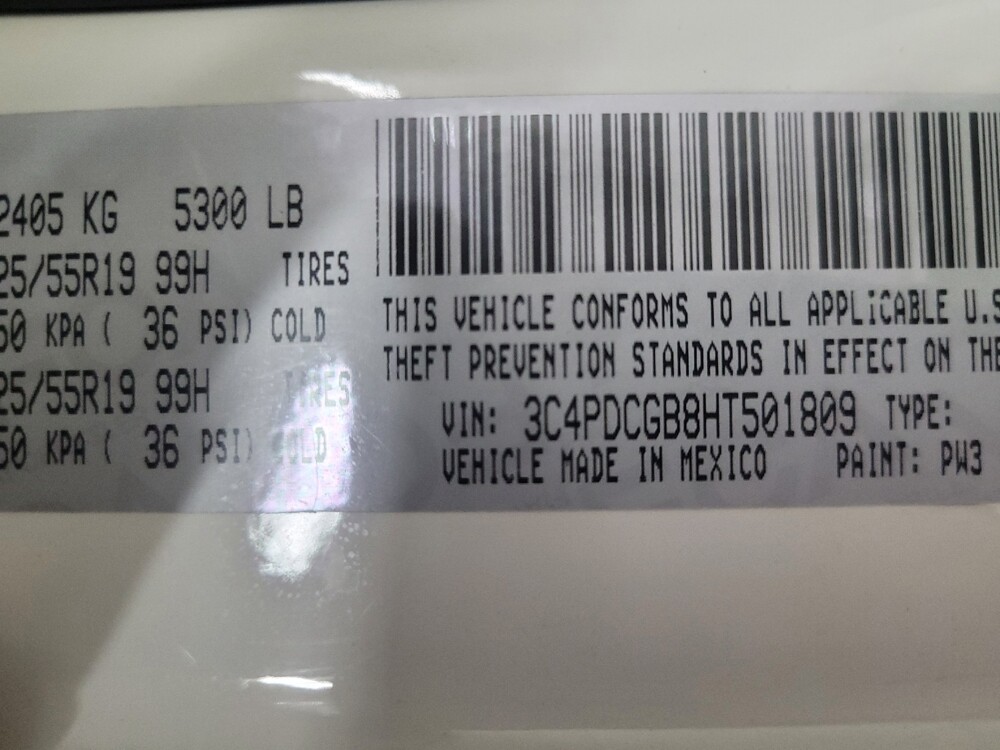 2405 KG 5300 LB
25/55R19 99H TIRES
50 KPA ( 36 PSI) COLD
25/55R19 99H TIRES
50 KPA ( 36 PSI) COLD
THIS VEHICLE CONFORMS TO ALL APPLICABLE U.S
THEFT PREVENTION STANDARDS IN EFFECT ON THE
VIN: 3C4PDCGB8HT501809 TYPE:
VEHICLE MADE IN MEXICO PAINT: PW3